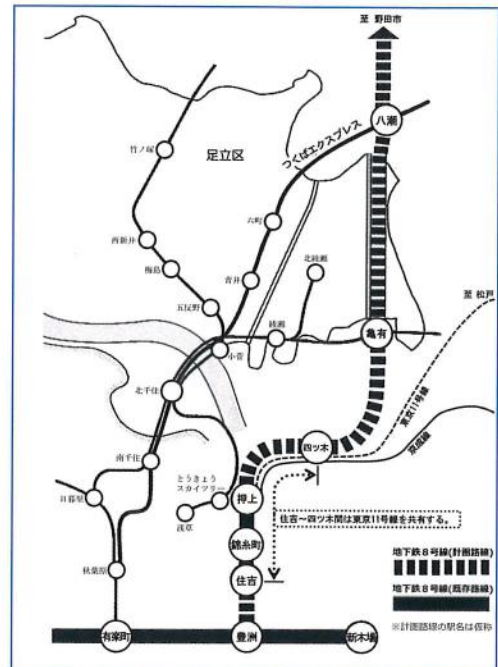 至 野田市
八潮
つくばエクスプレス
竹ノ塚
足立区
六町
西新井
北綾瀬
梅島
青井
至 松戸
五反野
綾瀬
亀有
小菅
東京11号線
北千住
京成線
四ツ木
南千住
とうきょう
スカイツリー
押上
日暮里
浅草
住吉～四ツ木間は東京11号線を共有する。
錦糸町
地下鉄8号線(計画路線)
秋葉原
住吉
地下鉄8号線(既存路線)
有楽町
豊洲
新木場
※計画路線の駅名は仮称